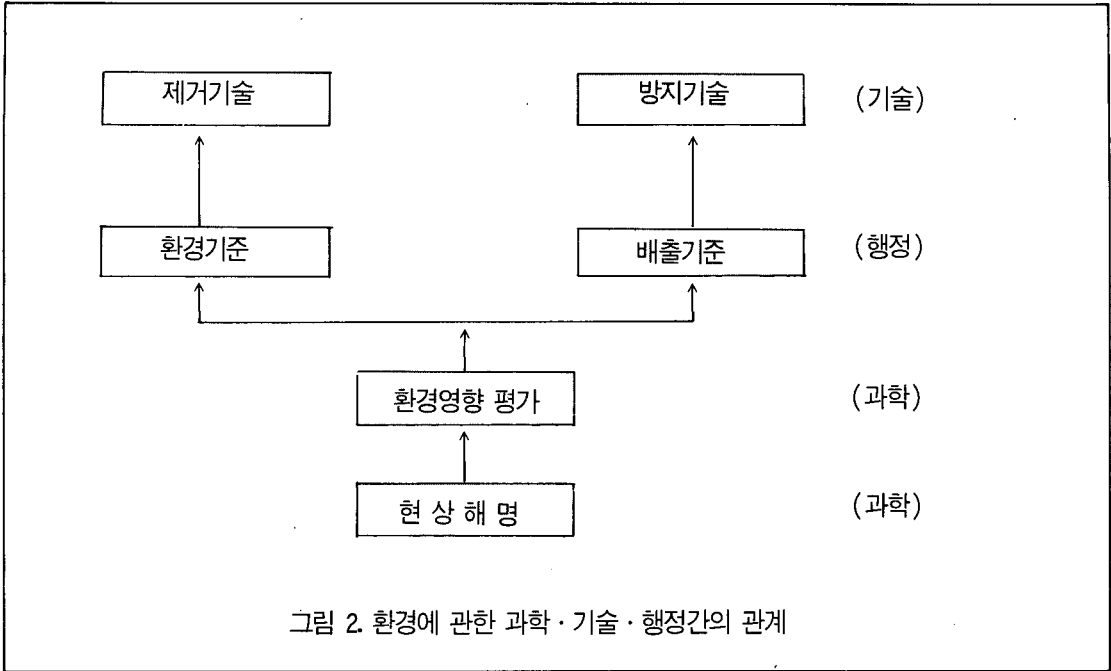 제거기술 방지기술 (기술)
환경기준 배출기준 (행정)
환경영향 평가 (과학)
현 상 해 명 (과학)
그림 2. 환경에 관한 과학 · 기술 · 행정간의 관계